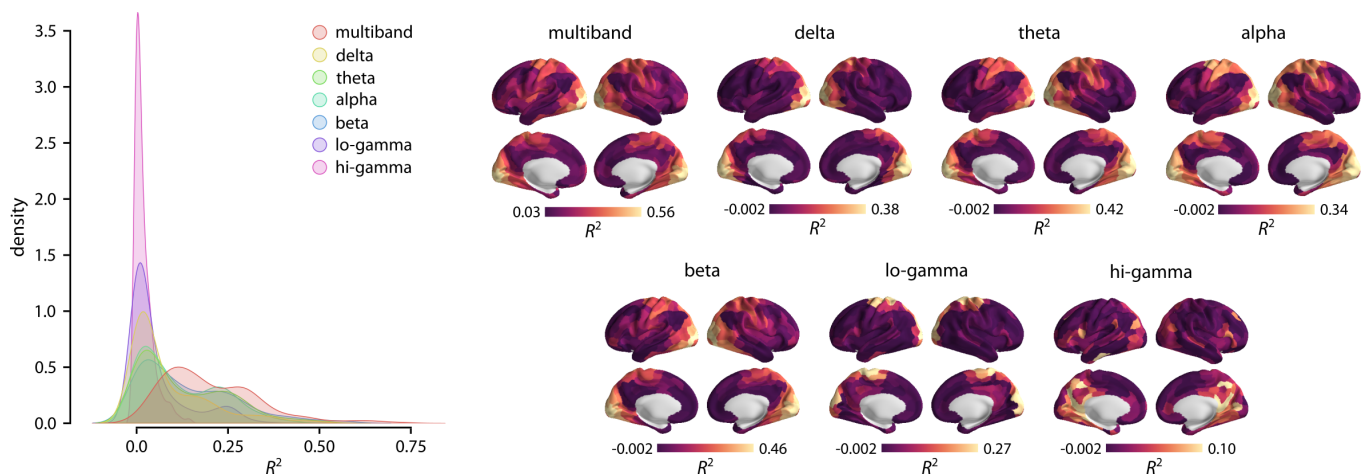 3.5
3.0
2.5
2.0
1.5
1.0
0.5
0.0
density
0.0 0.25 0.50 0.75
R²
multiband
delta
theta
alpha
beta
lo-gamma
hi-gamma
multiband delta theta alpha
0.03 0.56 -0.002 0.38 -0.002 0.42 -0.002 0.34
R² R² R² R²
beta lo-gamma hi-gamma
-0.002 0.46 -0.002 0.27 -0.002 0.10
R² R² R²